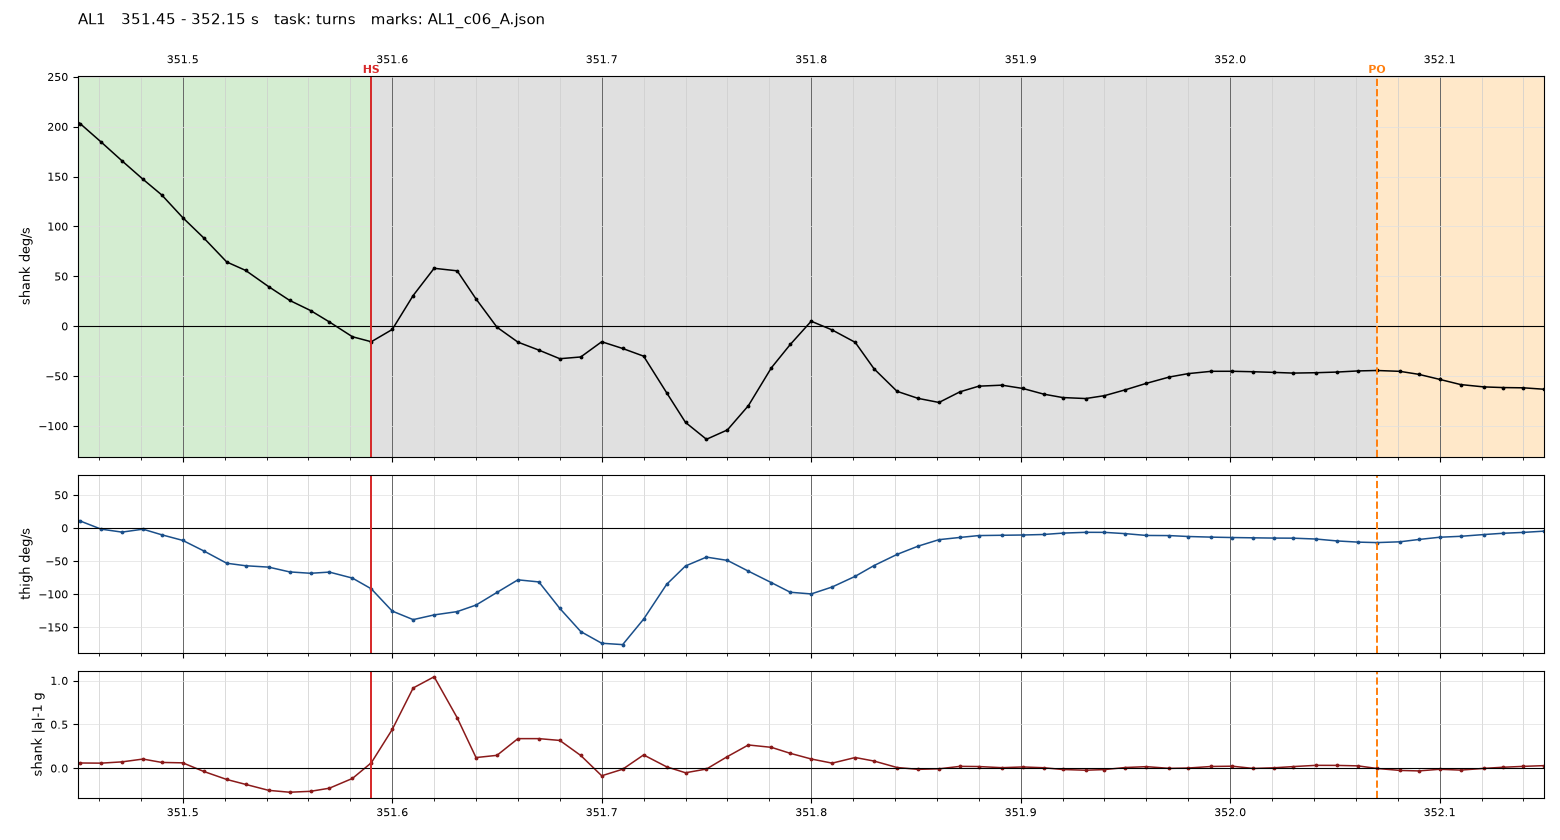 AL1   351.45 - 352.15 s   task: turns   marks: AL1_c06_A.json
351.5 351.6 351.7 351.8 351.9 352.0 352.1
HS PO
250
200
150
100
50
0
−50
−100
shank deg/s
50
0
−50
−100
−150
thigh deg/s
1.0
0.5
0.0
shank |a|-1 g
351.5 351.6 351.7 351.8 351.9 352.0 352.1